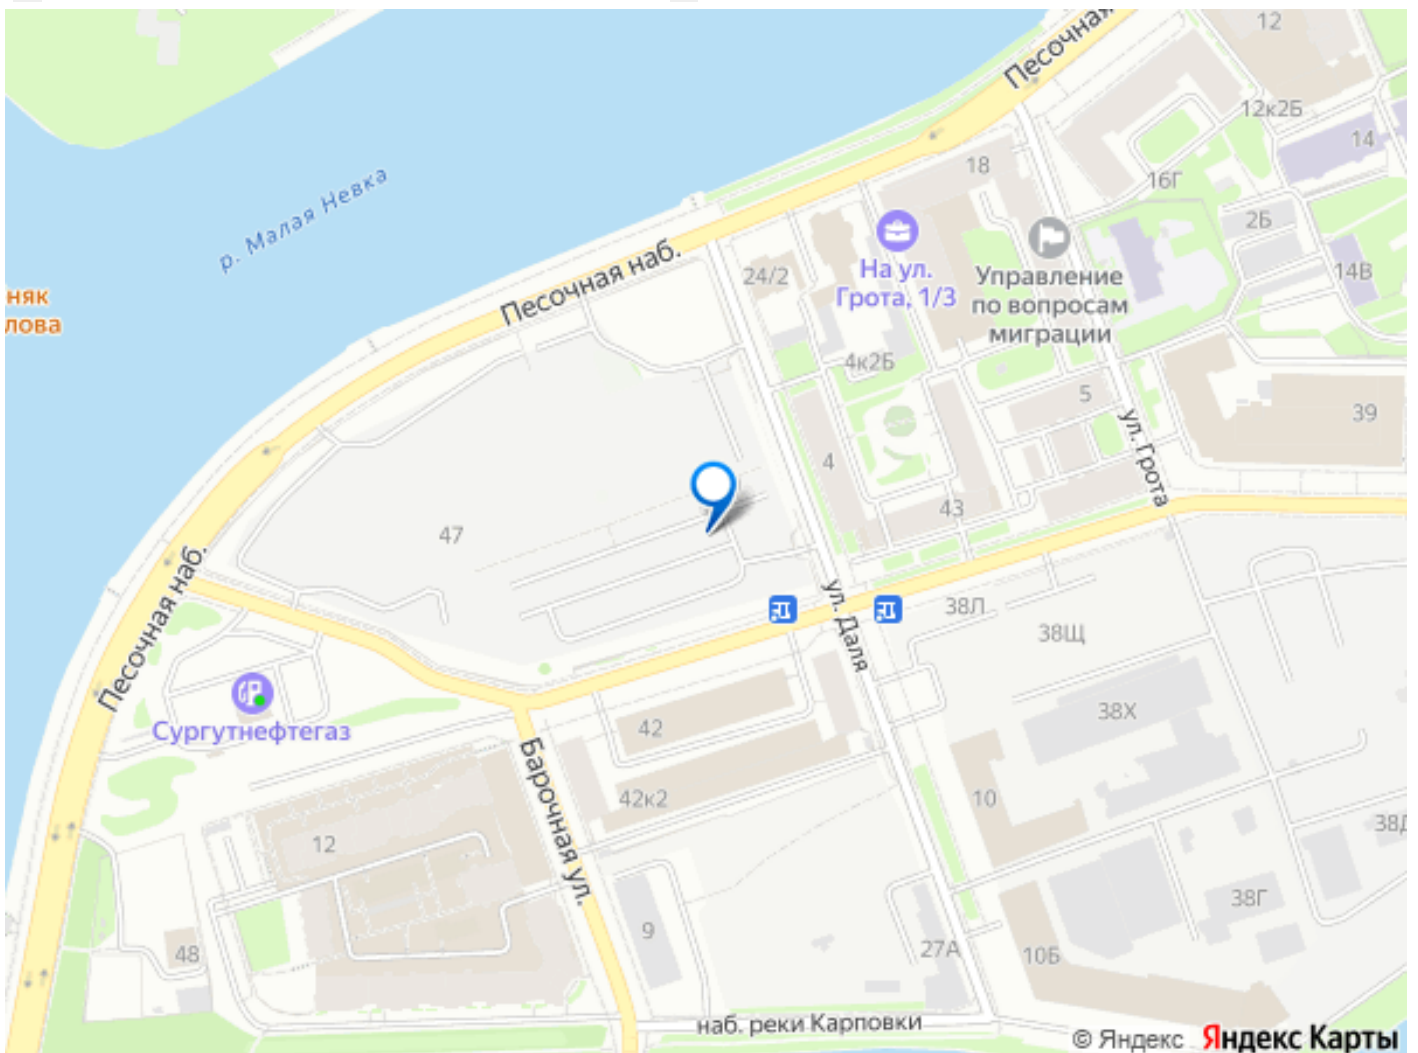 Песочная
12
12к2Б
14
18
16Г
2Б
р. Малая Невка
Песочная наб.
24/2
На ул.
Грота, 1/3
Управление
по вопросам
миграции
14В
няк
лова
4к2Б
5
39
ул. Грота
4
43
47
Песочная наб.
ул. Даля
38Л
38Щ
Сургутнефтегаз
42
38Х
Барочная ул.
42к2
10
12
38Д
38Г
9
48
27А
10Б
наб. реки Карповки
© Яндекс Яндекс Карты